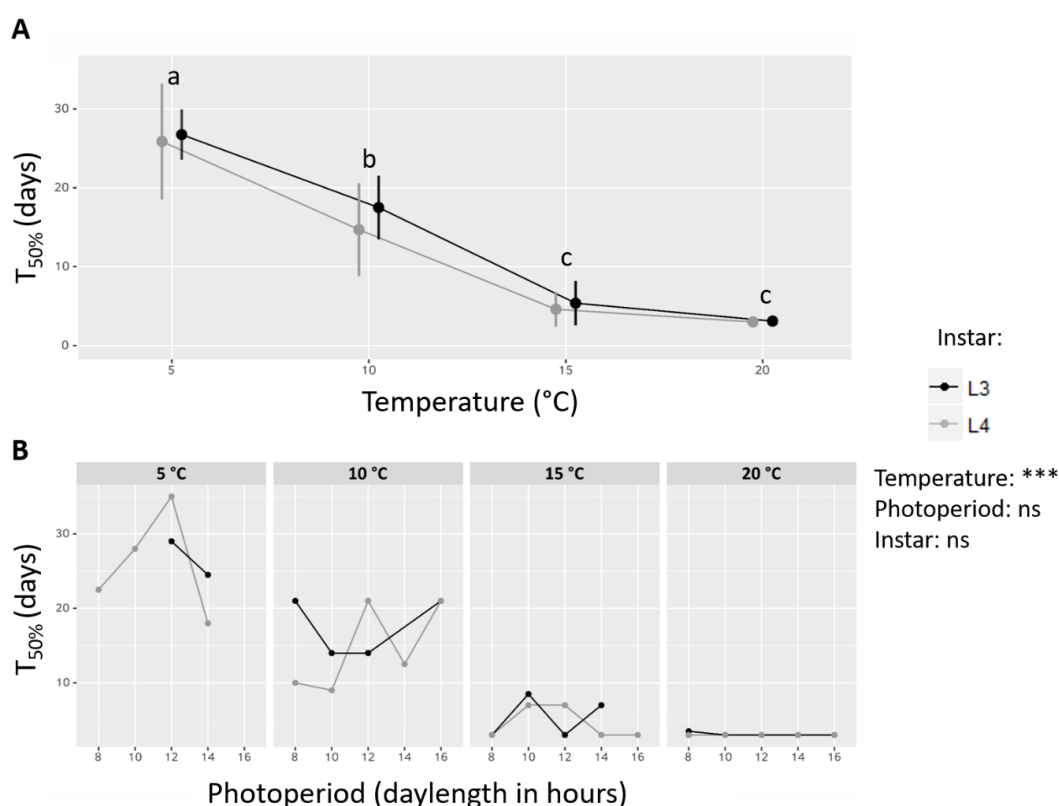 A
a
b
c
c
30
20
10
0
T50% (days)
5 10 15 20
Temperature (°C)
Instar:
L3
L4
B
5 °C 10 °C 15 °C 20 °C
Temperature: ***
Photoperiod: ns
Instar: ns
30
20
10
T50% (days)
8 10 12 14 16 8 10 12 14 16 8 10 12 14 16 8 10 12 14 16
Photoperiod (daylength in hours)